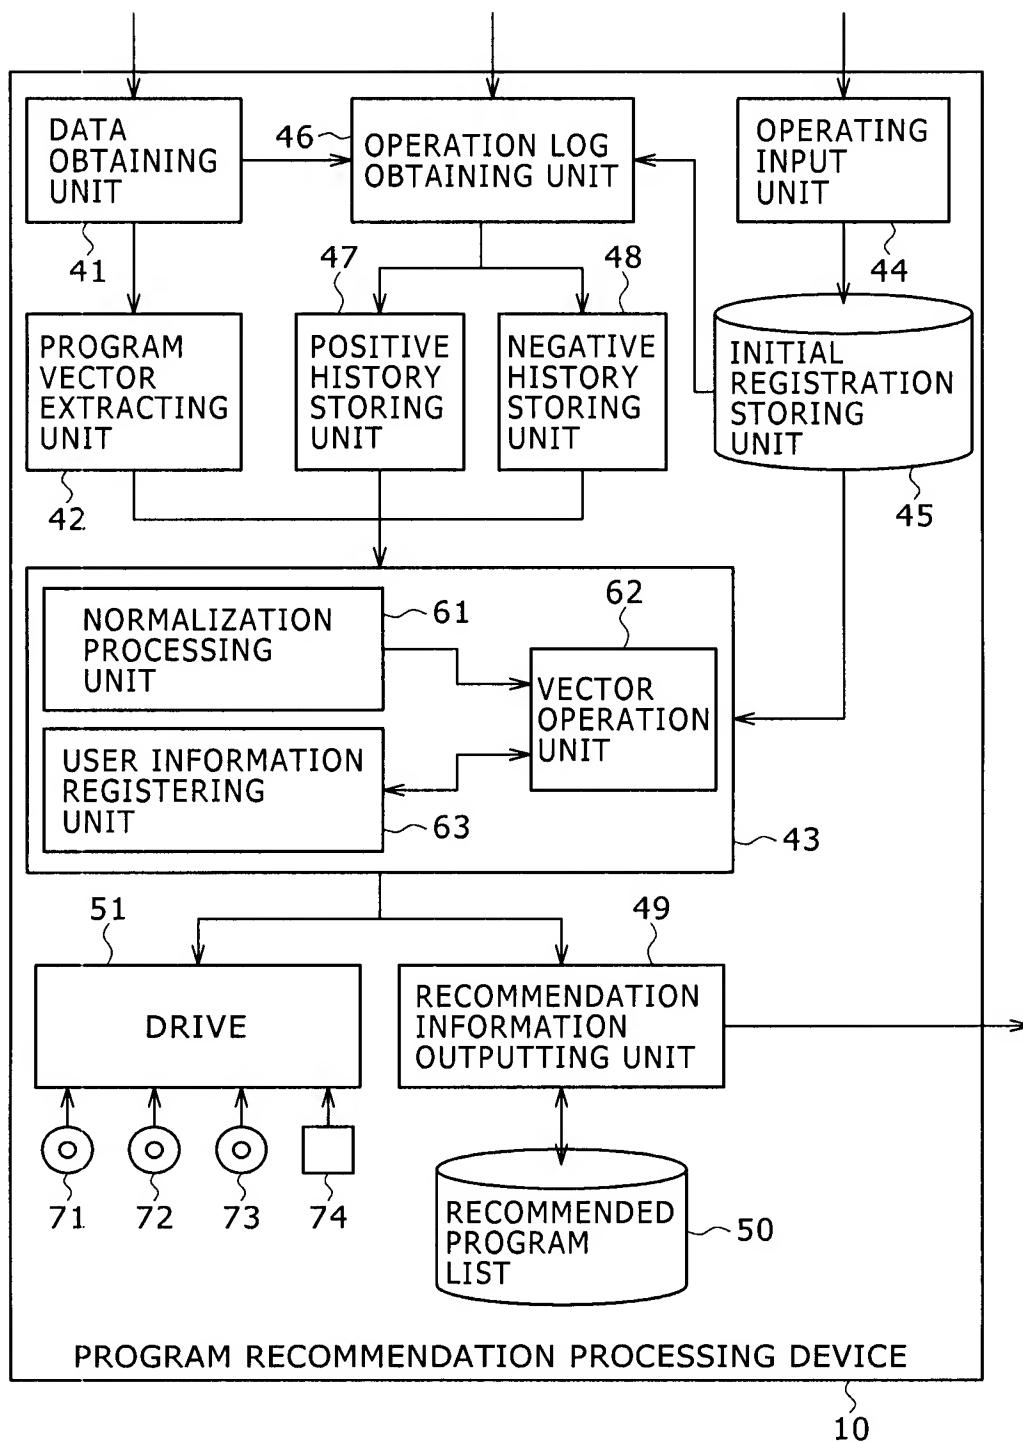 DATA
OBTAINING
UNIT
41
46
OPERATION LOG
OBTAINING UNIT
OPERATING
INPUT
UNIT
44
PROGRAM
VECTOR
EXTRACTING
UNIT
42
47
POSITIVE
HISTORY
STORING
UNIT
48
NEGATIVE
HISTORY
STORING
UNIT
INITIAL
REGISTRATION
STORING
UNIT
45
NORMALIZATION
PROCESSING
UNIT
61
62
VECTOR
OPERATION
UNIT
USER INFORMATION
REGISTERING
UNIT
63
43
51
DRIVE
49
RECOMMENDATION
INFORMATION
OUTPUTTING UNIT
71
72
73
74
RECOMMENDED
PROGRAM
LIST
50
PROGRAM RECOMMENDATION PROCESSING DEVICE
10